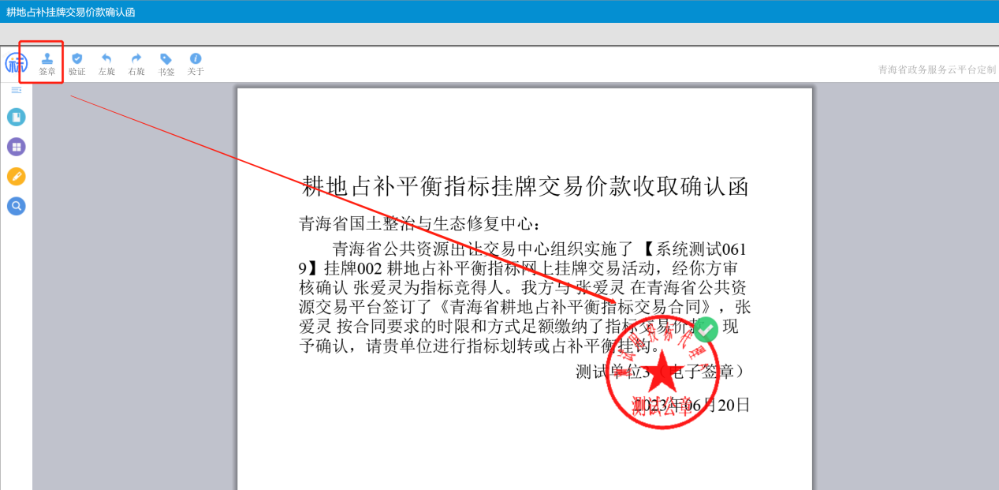 耕地占补挂牌交易价款确认函
标
签章 验证 左旋 右旋 书签 关于
青海省政务服务云平台定制
耕地占补平衡指标挂牌交易价款收取确认函
青海省国土整治与生态修复中心：
青海省公共资源出让交易中心组织实施了 【系统测试061
9】挂牌002 耕地占补平衡指标网上挂牌交易活动，经你方审
核确认 张爱灵为指标竞得人。我方与 张爱灵 在青海省公共资
源交易平台签订了《青海省耕地占补平衡指标交易合同》，张
爱灵 按合同要求的时限和方式足额缴纳了指标交易价款，现
予确认，请贵单位进行指标划转或占补平衡挂钩。
测试单位3（电子签章）
2023年06月20日
测试公章